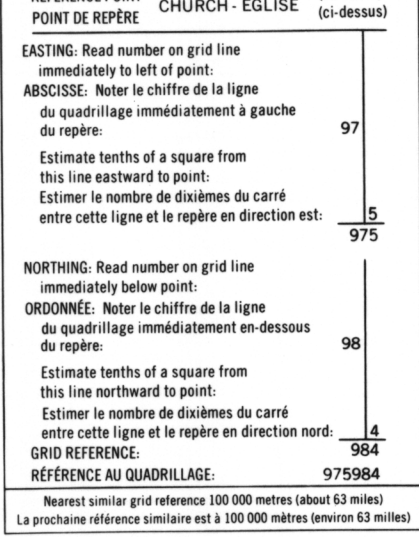 POINT DE REPÈRE CHURCH - ÉGLISE (ci-dessus)
EASTING: Read number on grid line
immediately to left of point:
ABSCISSE: Noter le chiffre de la ligne
du quadrillage immédiatement à gauche
du repère: 97
Estimate tenths of a square from
this line eastward to point:
Estimer le nombre de dixièmes du carré
entre cette ligne et le repère en direction est: 5
975
NORTHING: Read number on grid line
immediately below point:
ORDONNÉE: Noter le chiffre de la ligne
du quadrillage immédiatement en-dessous
du repère: 98
Estimate tenths of a square from
this line northward to point:
Estimer le nombre de dixièmes du carré
entre cette ligne et le repère en direction nord: 4
GRID REFERENCE: 984
RÉFÉRENCE AU QUADRILLAGE: 975984
Nearest similar grid reference 100 000 metres (about 63 miles)
La prochaine référence similaire est à 100 000 mètres (environ 63 milles)